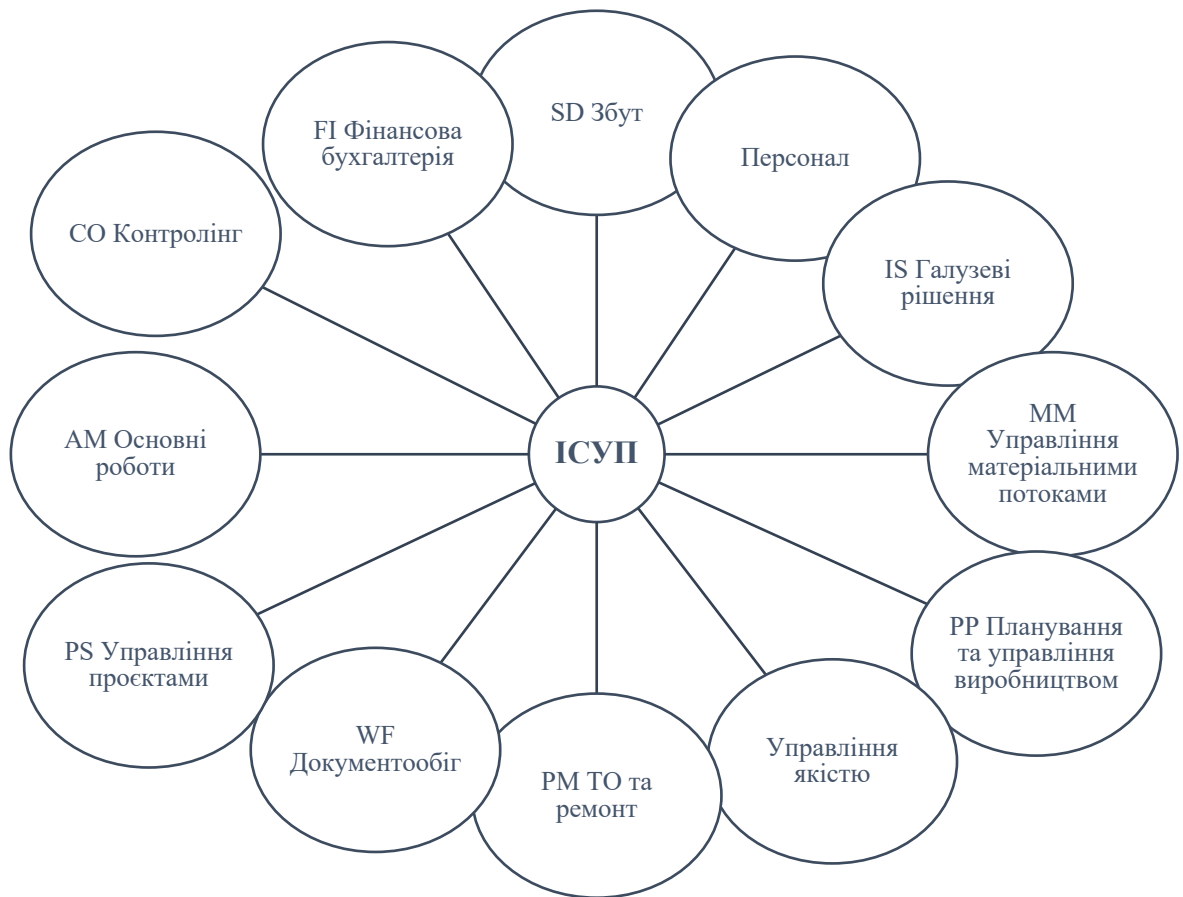 SD Збут
FI Фінансова
бухгалтерія
Персонал
CO Контролінг
IS Галузеві
рішення
AM Основні
роботи
ІСУП
MM
Управління
матеріальними
потоками
PS Управління
проєктами
PP Планування
та управління
виробництвом
WF
Документообіг
PM ТО та
ремонт
Управління
якістю